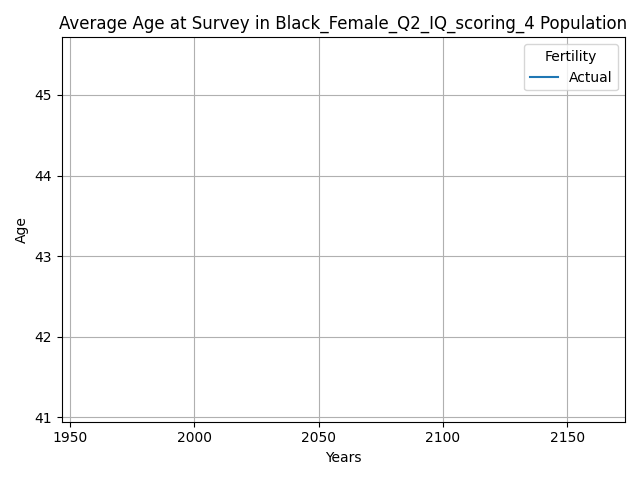 Average Age at Survey in Black_Female_Q2_IQ_scoring_4 Population
Fertility
Actual
45
44
43
42
41
Age
1950 2000 2050 2100 2150
Years